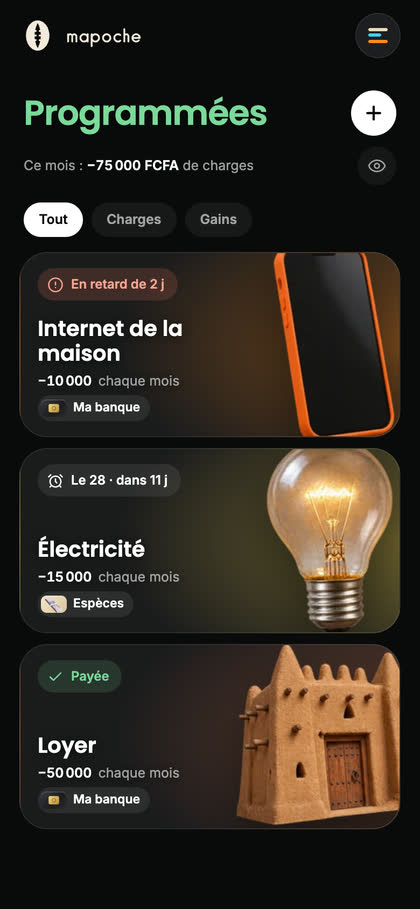 mapoche
Programmées
Ce mois : −75 000 FCFA de charges
Tout
Charges
Gains
En retard de 2 j
Internet de la
maison
−10 000 chaque mois
Ma banque
Le 28 · dans 11 j
Électricité
−15 000 chaque mois
Espèces
Payée
Loyer
−50 000 chaque mois
Ma banque